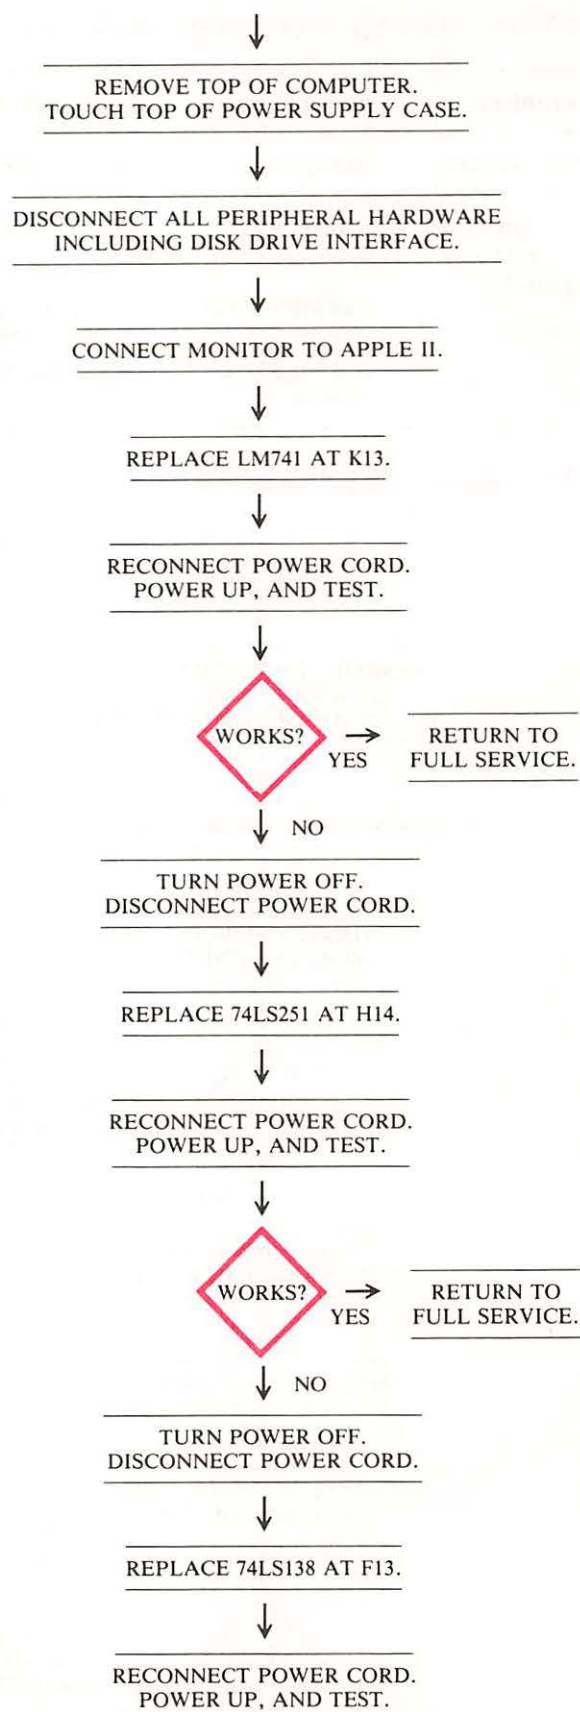 REMOVE TOP OF COMPUTER.
TOUCH TOP OF POWER SUPPLY CASE.
DISCONNECT ALL PERIPHERAL HARDWARE
INCLUDING DISK DRIVE INTERFACE.
CONNECT MONITOR TO APPLE II.
REPLACE LM741 AT K13.
RECONNECT POWER CORD.
POWER UP, AND TEST.
WORKS?
YES
RETURN TO
FULL SERVICE.
NO
TURN POWER OFF.
DISCONNECT POWER CORD.
REPLACE 74LS251 AT H14.
RECONNECT POWER CORD.
POWER UP, AND TEST.
WORKS?
YES
RETURN TO
FULL SERVICE.
NO
TURN POWER OFF.
DISCONNECT POWER CORD.
REPLACE 74LS138 AT F13.
RECONNECT POWER CORD.
POWER UP, AND TEST.